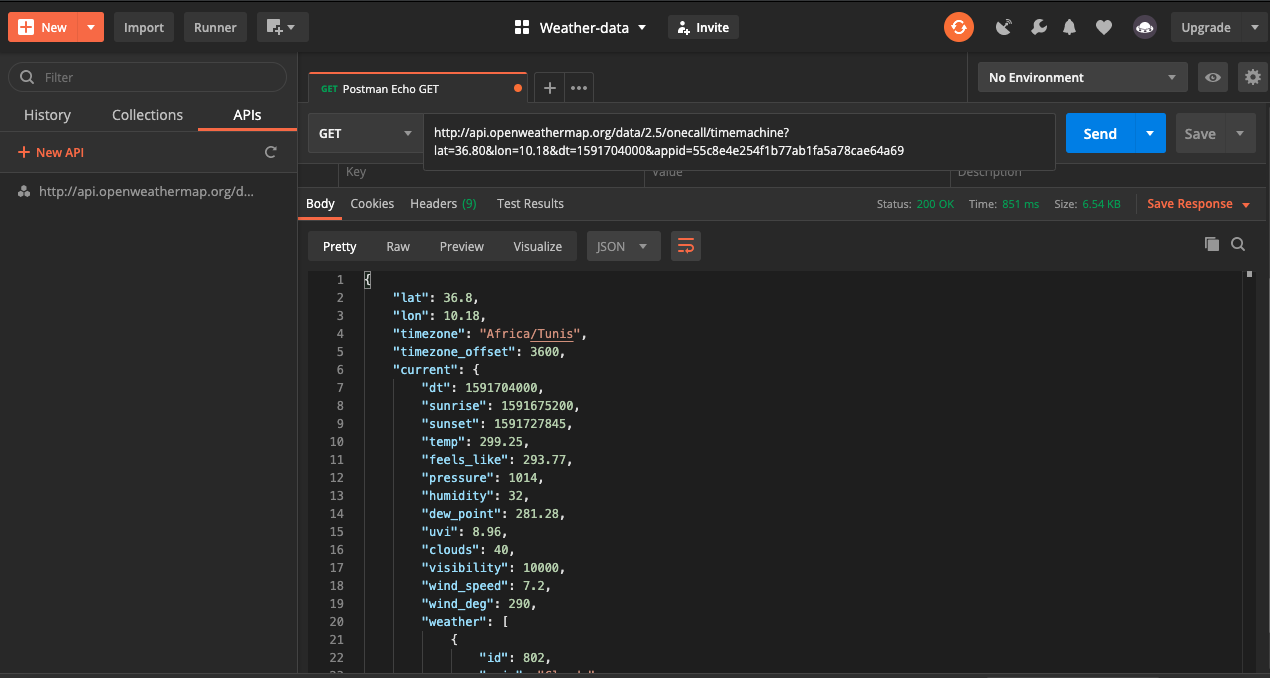 New
Import
Runner
Weather-data
Invite
Upgrade
Filter
History
Collections
APIs
New API
http://api.openweathermap.org/d...
GET Postman Echo GET
No Environment
GET
http://api.openweathermap.org/data/2.5/onecall/timemachine?
lat=36.80&lon=10.18&dt=1591704000&appid=55c8e4e254f1b77ab1fa5a78cae64a69
Send
Save
Key
Value
Description
Body
Cookies
Headers (9)
Test Results
Status: 200 OK
Time: 851 ms
Size: 6.54 KB
Save Response
Pretty
Raw
Preview
Visualize
JSON
1 {
2 "lat": 36.8,
3 "lon": 10.18,
4 "timezone": "Africa/Tunis",
5 "timezone_offset": 3600,
6 "current": {
7 "dt": 1591704000,
8 "sunrise": 1591675200,
9 "sunset": 1591727845,
10 "temp": 299.25,
11 "feels_like": 293.77,
12 "pressure": 1014,
13 "humidity": 32,
14 "dew_point": 281.28,
15 "uvi": 8.96,
16 "clouds": 40,
17 "visibility": 10000,
18 "wind_speed": 7.2,
19 "wind_deg": 290,
20 "weather": [
21 {
22 "id": 802,